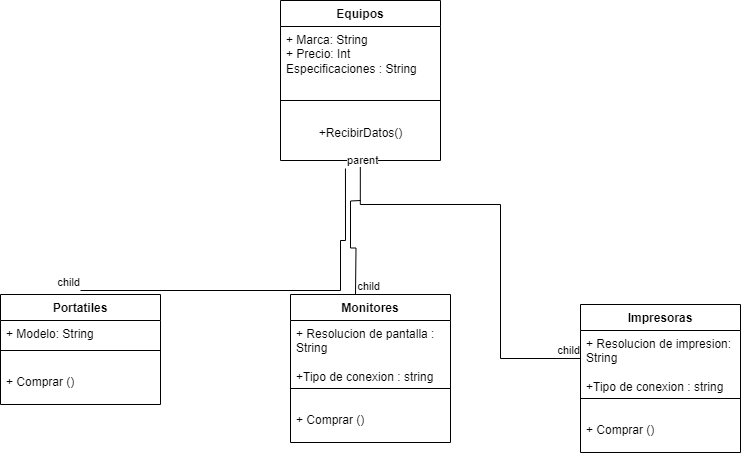 Equipos
+ Marca: String
+ Precio: Int
Especificaciones : String
+RecibirDatos()
parent
child
Portatiles
+ Modelo: String
+ Comprar ()
child
Monitores
+ Resolucion de pantalla :
String
+Tipo de conexion : string
+ Comprar ()
child
Impresoras
+ Resolucion de impresion:
String
+Tipo de conexion : string
+ Comprar ()